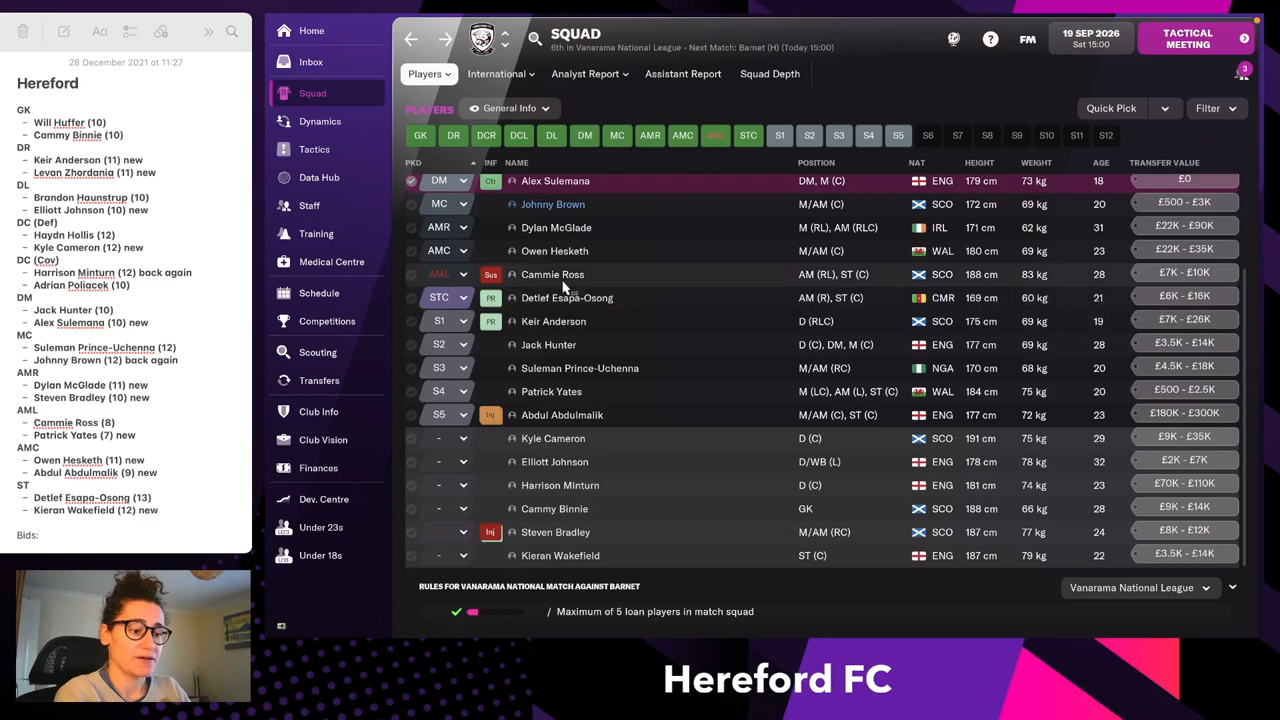 28 December 2021 at 11:27
Hereford
GK
– Will Huffer (10)
– Cammy Binnie (10)
DR
– Keir Anderson (11) new
– Levan Zhordania (11) new
DL
– Brandon Haunstrup (10)
– Elliott Johnson (10) new
DC (Def)
– Haydn Hollis (12)
– Kyle Cameron (12) new
DC (Cov)
– Harrison Minturn (12) back again
– Adrian Poliacek (10)
DM
– Jack Hunter (10)
– Alex Sulemana (10) new
MC
– Suleman Prince-Uchenna (12)
– Johnny Brown (12) back again
AMR
– Dylan McGlade (11) new
– Steven Bradley (10) new
AML
– Cammie Ross (8)
– Patrick Yates (7) new
AMC
– Owen Hesketh (11) new
– Abdul Abdulmalik (9) new
ST
– Detlef Esapa-Osong (13)
– Kieran Wakefield (12) new
Bids:
Aa
Home
Inbox
Squad
Dynamics
Tactics
Data Hub
Staff
Training
Medical Centre
Schedule
Competitions
Scouting
Transfers
Club Info
Club Vision
Finances
Dev. Centre
Under 23s
Under 18s
SQUAD
6th in Vanarama National League - Next Match: Barnet (H) (Today 15:00)
FM
19 SEP 2026
Sat 15:00
TACTICAL
MEETING
3
Players International Analyst Report Assistant Report Squad Depth
PLAYERS General Info Quick Pick Filter
GK DR DCR DCL DL DM MC AMR AMC AML STC S1 S2 S3 S4 S5 S6 S7 S8 S9 S10 S11 S12
PKD INF NAME POSITION NAT HEIGHT WEIGHT AGE TRANSFER VALUE
DM Ctr Alex Sulemana DM, M (C) ENG 179 cm 73 kg 18 £0
MC Johnny Brown M/AM (C) SCO 172 cm 69 kg 20 £500 - £3K
AMR Dylan McGlade M (RL), AM (RLC) IRL 171 cm 62 kg 31 £22K - £90K
AMC Owen Hesketh M/AM (C) WAL 180 cm 69 kg 23 £22K - £35K
AML Sus Cammie Ross AM (RL), ST (C) SCO 188 cm 83 kg 28 £7K - £10K
STC PR Detlef Esapa-Osong AM (R), ST (C) CMR 169 cm 60 kg 21 £6K - £16K
S1 PR Keir Anderson D (RLC) SCO 175 cm 69 kg 19 £7K - £26K
S2 Jack Hunter D (C), DM, M (C) ENG 177 cm 69 kg 28 £3.5K - £14K
S3 Suleman Prince-Uchenna M/AM (RC) NGA 170 cm 68 kg 20 £4.5K - £18K
S4 Patrick Yates M (LC), AM (L), ST (C) WAL 184 cm 75 kg 20 £500 - £2.5K
S5 Inj Abdul Abdulmalik M/AM (C), ST (C) ENG 177 cm 72 kg 23 £180K - £300K
- Kyle Cameron D (C) SCO 191 cm 75 kg 29 £9K - £35K
- Elliott Johnson D/WB (L) ENG 178 cm 62 kg 32 £2K - £7K
- Harrison Minturn D (C) ENG 181 cm 74 kg 23 £70K - £110K
- Cammy Binnie GK SCO 188 cm 66 kg 28 £9K - £14K
- Inj Steven Bradley M/AM (RC) SCO 187 cm 77 kg 24 £8K - £12K
- Kieran Wakefield ST (C) ENG 187 cm 79 kg 22 £3.5K - £14K
RULES FOR VANARAMA NATIONAL MATCH AGAINST BARNET Vanarama National League
/ Maximum of 5 loan players in match squad
Hereford FC